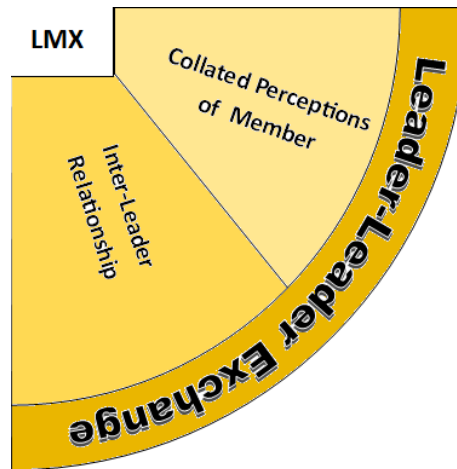 LMX
Collated Perceptions
of Member
Inter-Leader
Relationship
Leader-Leader Exchange